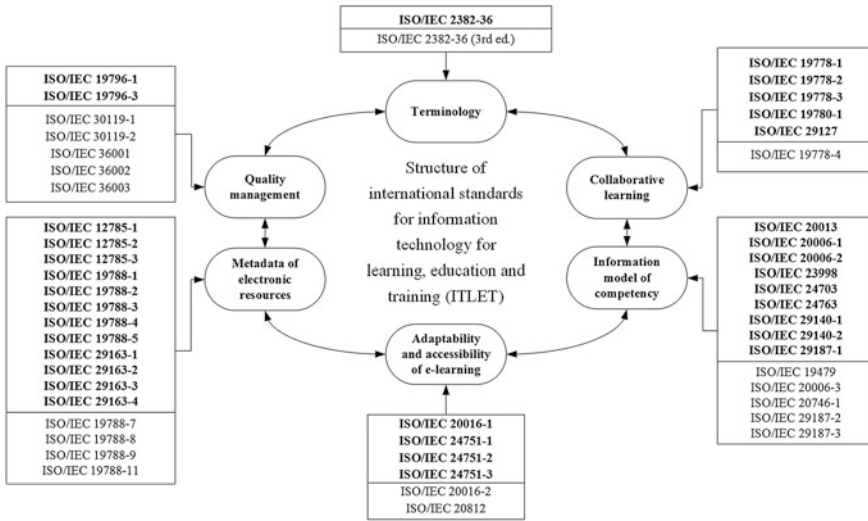 ISO/IEC 2382-36
ISO/IEC 2382-36 (3rd ed.)
ISO/IEC 19796-1
ISO/IEC 19796-3
ISO/IEC 30119-1
ISO/IEC 30119-2
ISO/IEC 36001
ISO/IEC 36002
ISO/IEC 36003
Terminology
ISO/IEC 19778-1
ISO/IEC 19778-2
ISO/IEC 19778-3
ISO/IEC 19780-1
ISO/IEC 29127
ISO/IEC 19778-4
Quality
management
Structure of
international standards
for information
technology for
learning, education and
training (ITLET)
Collaborative
learning
ISO/IEC 12785-1
ISO/IEC 12785-2
ISO/IEC 12785-3
ISO/IEC 19788-1
ISO/IEC 19788-2
ISO/IEC 19788-3
ISO/IEC 19788-4
ISO/IEC 19788-5
ISO/IEC 29163-1
ISO/IEC 29163-2
ISO/IEC 29163-3
ISO/IEC 29163-4
ISO/IEC 19788-7
ISO/IEC 19788-8
ISO/IEC 19788-9
ISO/IEC 19788-11
Metadata of
electronic
resources
Information
model of
competency
ISO/IEC 20013
ISO/IEC 20006-1
ISO/IEC 20006-2
ISO/IEC 23998
ISO/IEC 24703
ISO/IEC 24763
ISO/IEC 29140-1
ISO/IEC 29140-2
ISO/IEC 29187-1
ISO/IEC 19479
ISO/IEC 20006-3
ISO/IEC 20746-1
ISO/IEC 29187-2
ISO/IEC 29187-3
Adaptability
and accessibility
of e-learning
ISO/IEC 20016-1
ISO/IEC 24751-1
ISO/IEC 24751-2
ISO/IEC 24751-3
ISO/IEC 20016-2
ISO/IEC 20812